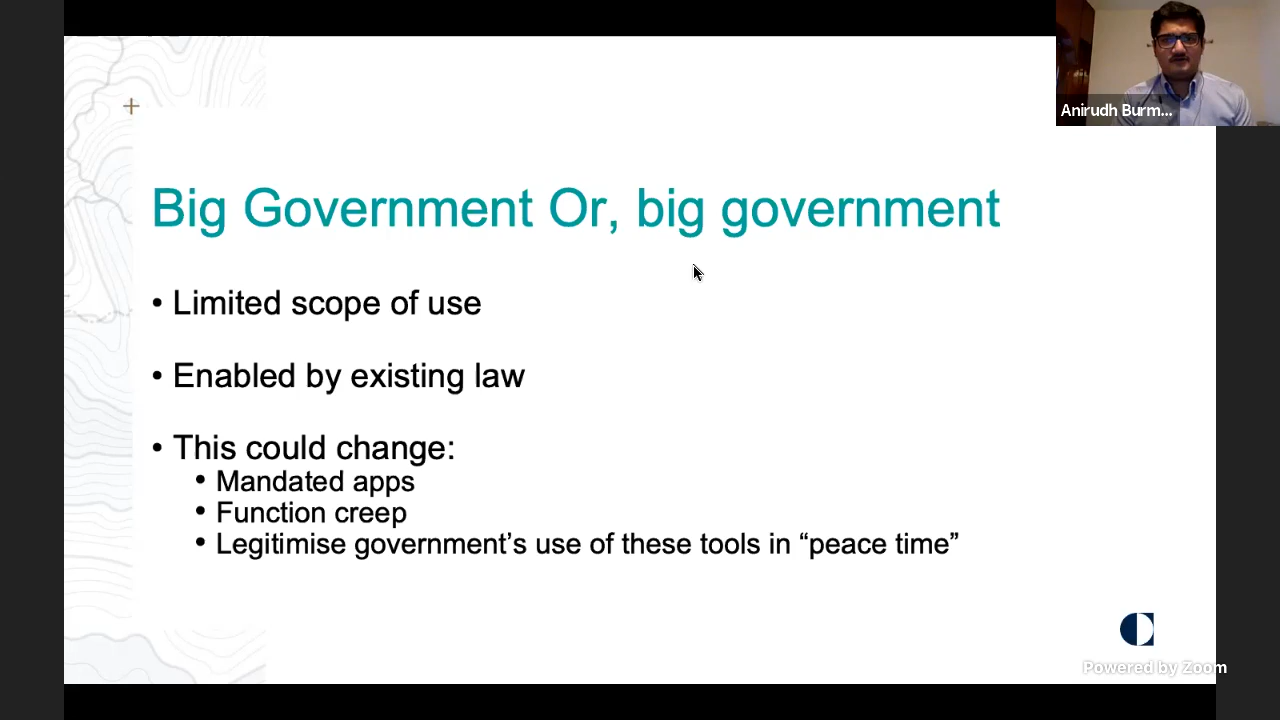 Anirudh Burm...
Big Government Or, big government
• Limited scope of use
• Enabled by existing law
• This could change:
• Mandated apps
• Function creep
• Legitimise government’s use of these tools in “peace time”
Powered by Zoom